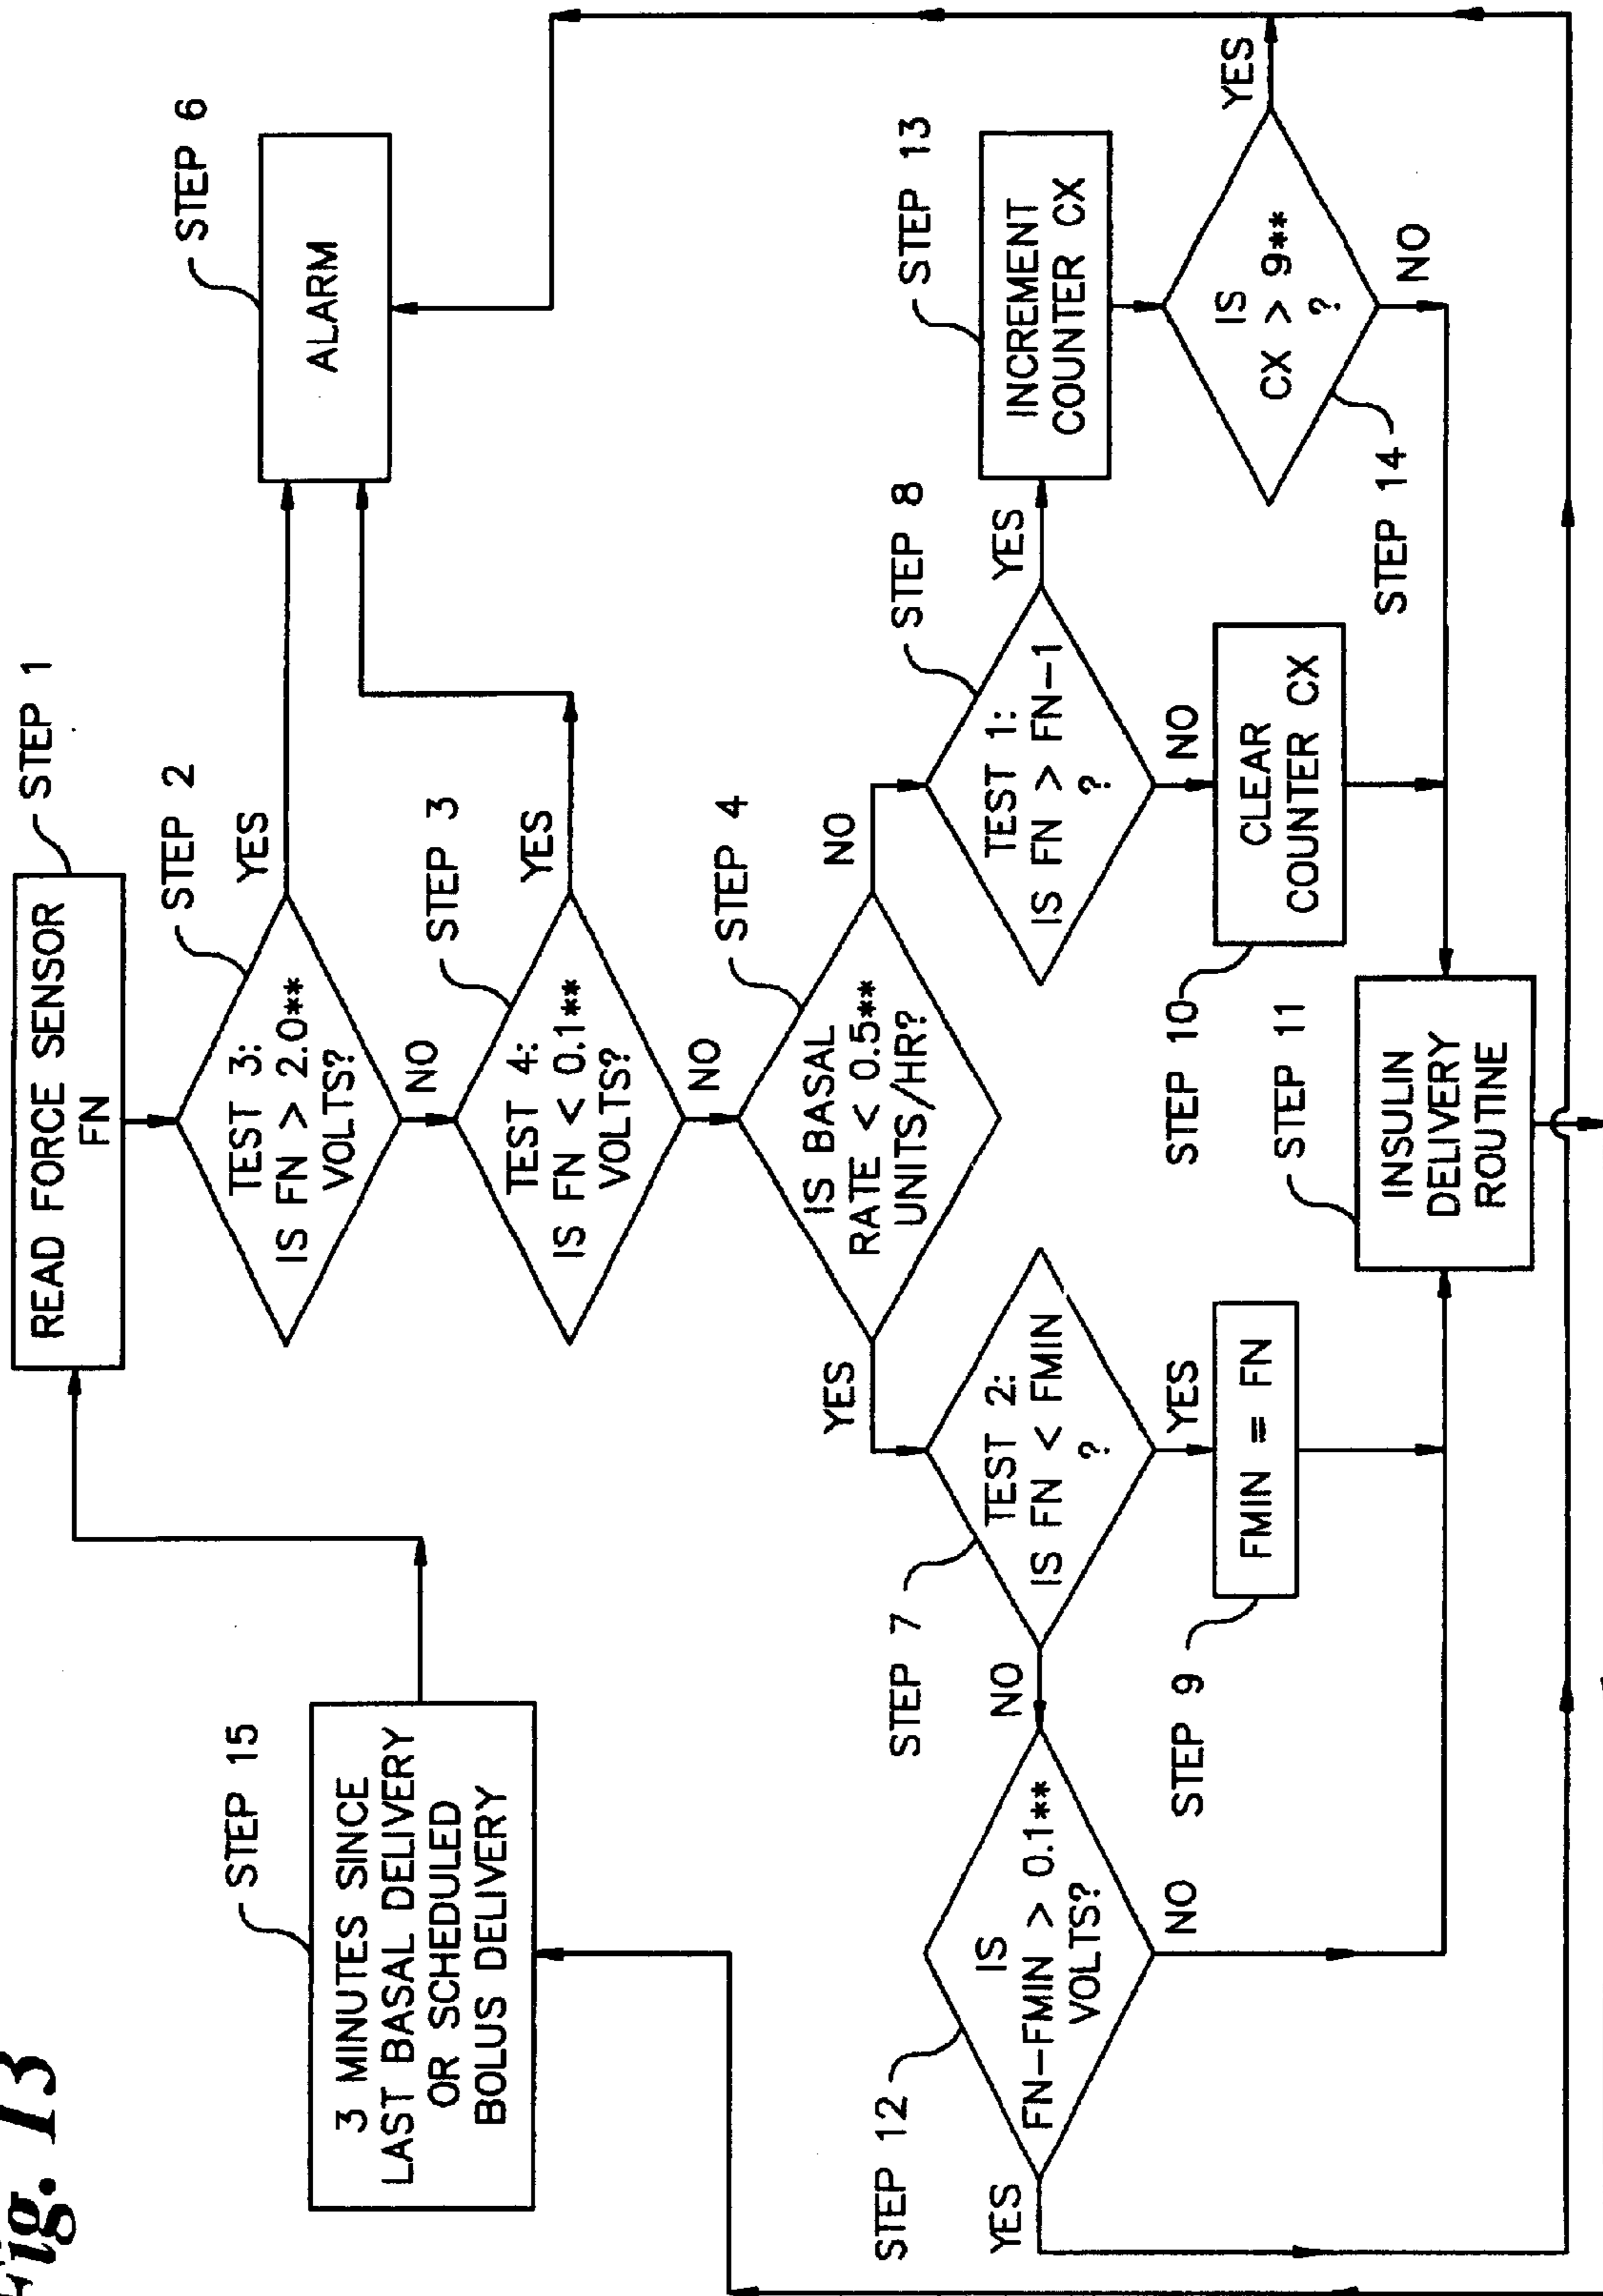 Fig. 13
READ FORCE SENSOR
FN
STEP 1
TEST 3:
IS FN > 2.0**
VOLTS?
STEP 2
YES
NO
ALARM
STEP 6
TEST 4:
IS FN < 0.1**
VOLTS?
STEP 3
YES
NO
3 MINUTES SINCE
LAST BASAL DELIVERY
OR SCHEDULED
BOLUS DELIVERY
STEP 15
IS BASAL
RATE < 0.5**
UNITS/HR?
STEP 4
YES
NO
TEST 2:
IS FN < FMIN
?
STEP 7
NO
YES
TEST 1:
IS FN > FN-1
?
STEP 8
YES
NO
INCREMENT
COUNTER CX
STEP 13
IS
FN-FMIN > 0.1**
VOLTS?
STEP 12
YES
NO
FMIN = FN
STEP 9
CLEAR
COUNTER CX
STEP 10
IS
CX > 9**
?
STEP 14
YES
NO
INSULIN
DELIVERY
ROUTINE
STEP 11